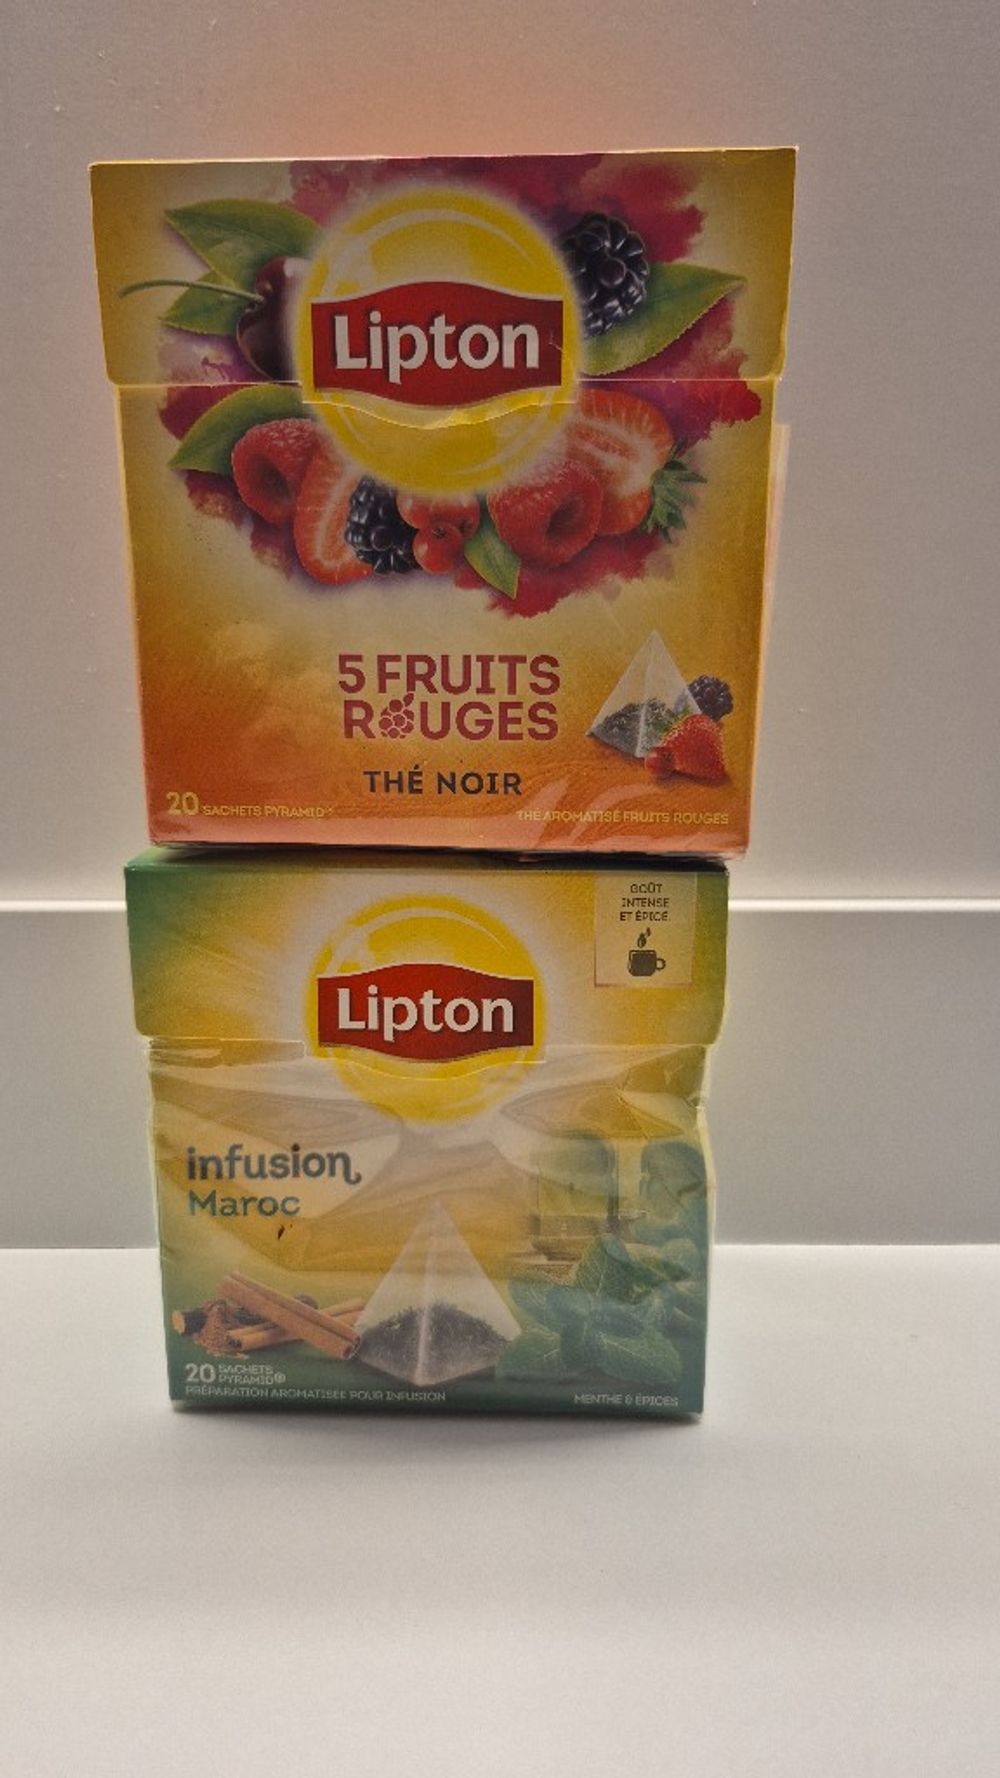 Lipton
5 FRUITS
ROUGES
THÉ NOIR
20 SACHETS PYRAMID
THÉ AROMATISÉ FRUITS ROUGES
GOÛT
INTENSE
ET ÉPICÉ
Lipton
infusion
Maroc
20 SACHETS
PYRAMID®
PRÉPARATION AROMATISÉE POUR INFUSION
MENTHE & ÉPICES